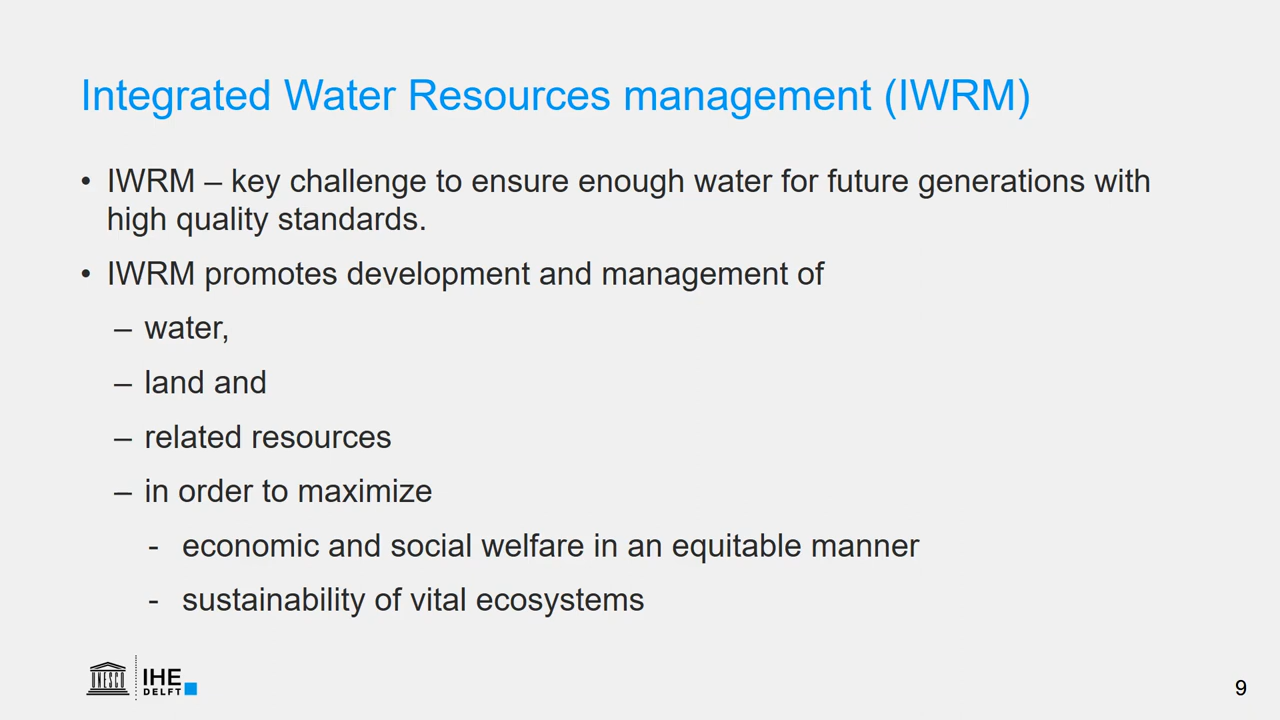 Integrated Water Resources management (IWRM)
• IWRM – key challenge to ensure enough water for future generations with
high quality standards.
• IWRM promotes development and management of
– water,
– land and
– related resources
– in order to maximize
- economic and social welfare in an equitable manner
- sustainability of vital ecosystems
UNESCO
IHE
DELFT
9